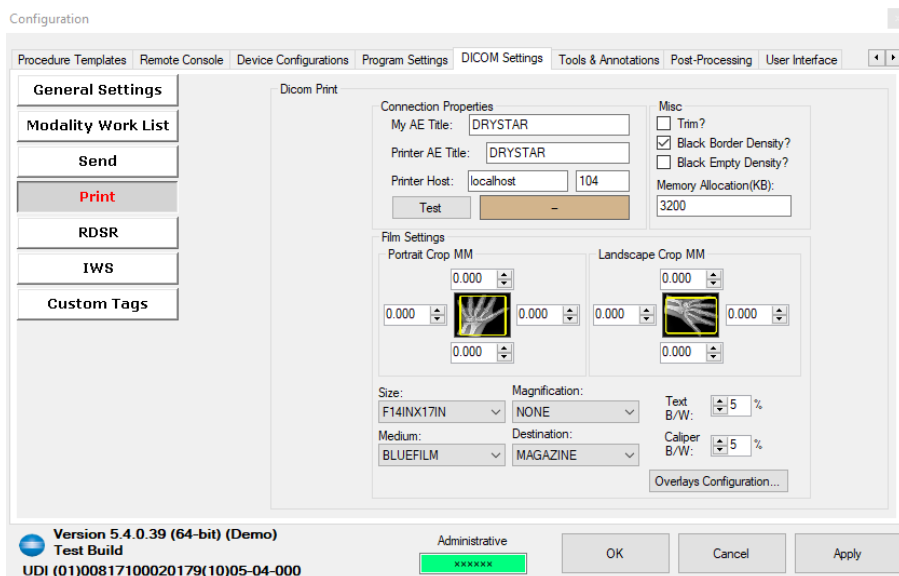 Configuration
Procedure Templates Remote Console Device Configurations Program Settings DICOM Settings Tools & Annotations Post-Processing User Interface
General Settings
Modality Work List
Send
Print
RDSR
IWS
Custom Tags
Dicom Print
Connection Properties
My AE Title: DRYSTAR
Printer AE Title: DRYSTAR
Printer Host: localhost 104
Test –
Misc
Trim?
Black Border Density?
Black Empty Density?
Memory Allocation(KB):
3200
Film Settings
Portrait Crop MM
0.000
0.000 0.000
0.000
Landscape Crop MM
0.000
0.000 0.000
0.000
Size:
F14INX17IN
Magnification:
NONE
Medium:
BLUEFILM
Destination:
MAGAZINE
Text
B/W: 5 %
Caliper
B/W: 5 %
Overlays Configuration...
Version 5.4.0.39 (64-bit) (Demo)
Test Build
UDI (01)00817100020179(10)05-04-000
Administrative
××××××
OK Cancel Apply